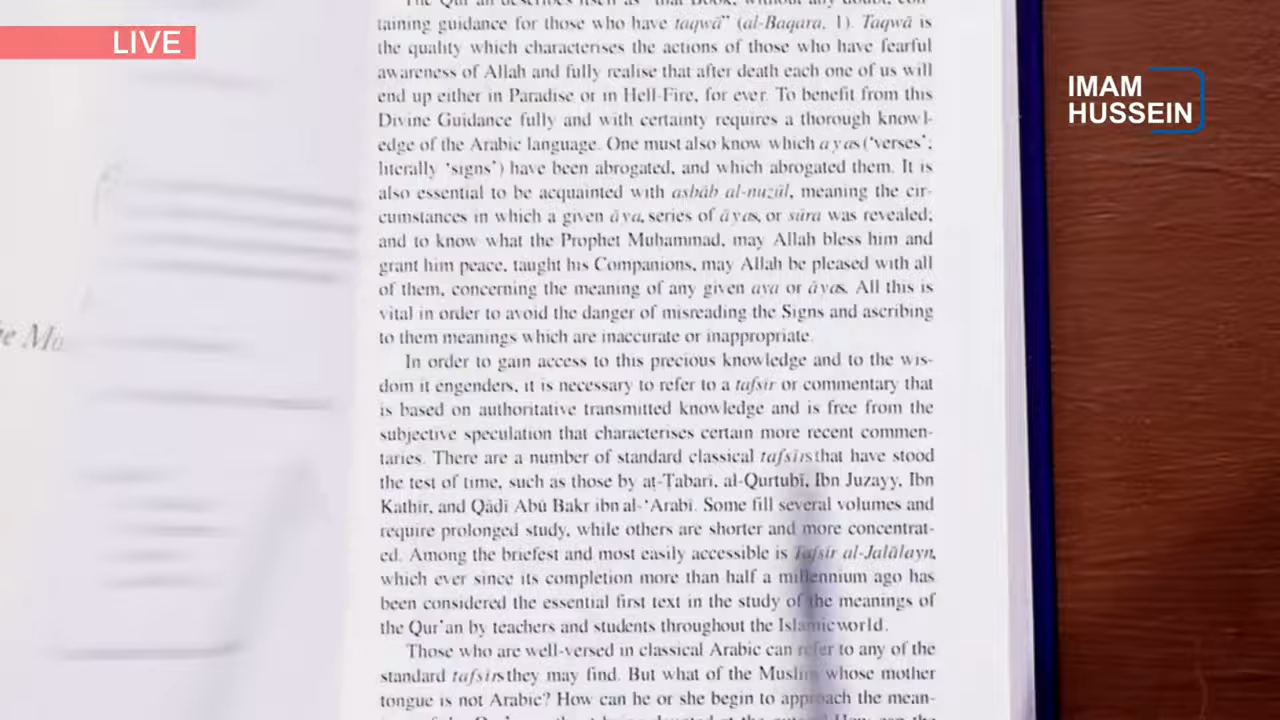 LIVE
IMAM
HUSSEIN
taining guidance for those who have taqwā" (al-Baqara, 1). Taqwā is
the quality which characterises the actions of those who have fearful
awareness of Allah and fully realise that after death each one of us will
end up either in Paradise or in Hell-Fire, for ever. To benefit from this
Divine Guidance fully and with certainty requires a thorough knowl-
edge of the Arabic language. One must also know which ayas ('verses';
literally 'signs') have been abrogated, and which abrogated them. It is
also essential to be acquainted with asbāb al-nuzūl, meaning the cir-
cumstances in which a given āya, series of āyas, or sūra was revealed;
and to know what the Prophet Muhammad, may Allah bless him and
grant him peace, taught his Companions, may Allah be pleased with all
of them, concerning the meaning of any given aya or āyas. All this is
vital in order to avoid the danger of misreading the Signs and ascribing
to them meanings which are inaccurate or inappropriate.
In order to gain access to this precious knowledge and to the wis-
dom it engenders, it is necessary to refer to a tafsir or commentary that
is based on authoritative transmitted knowledge and is free from the
subjective speculation that characterises certain more recent commen-
taries. There are a number of standard classical tafsirs that have stood
the test of time, such as those by aṭ-Ṭabari, al-Qurtubī, Ibn Juzayy, Ibn
Kathir, and Qāḍi Abū Bakr ibn al-'Arabi. Some fill several volumes and
require prolonged study, while others are shorter and more concentrat-
ed. Among the briefest and most easily accessible is Tafsir al-Jalālayn,
which ever since its completion more than half a millennium ago has
been considered the essential first text in the study of the meanings of
the Qur'an by teachers and students throughout the Islamic world.
Those who are well-versed in classical Arabic can refer to any of the
standard tafsirs they may find. But what of the Muslim whose mother
tongue is not Arabic? How can he or she begin to approach the mean-